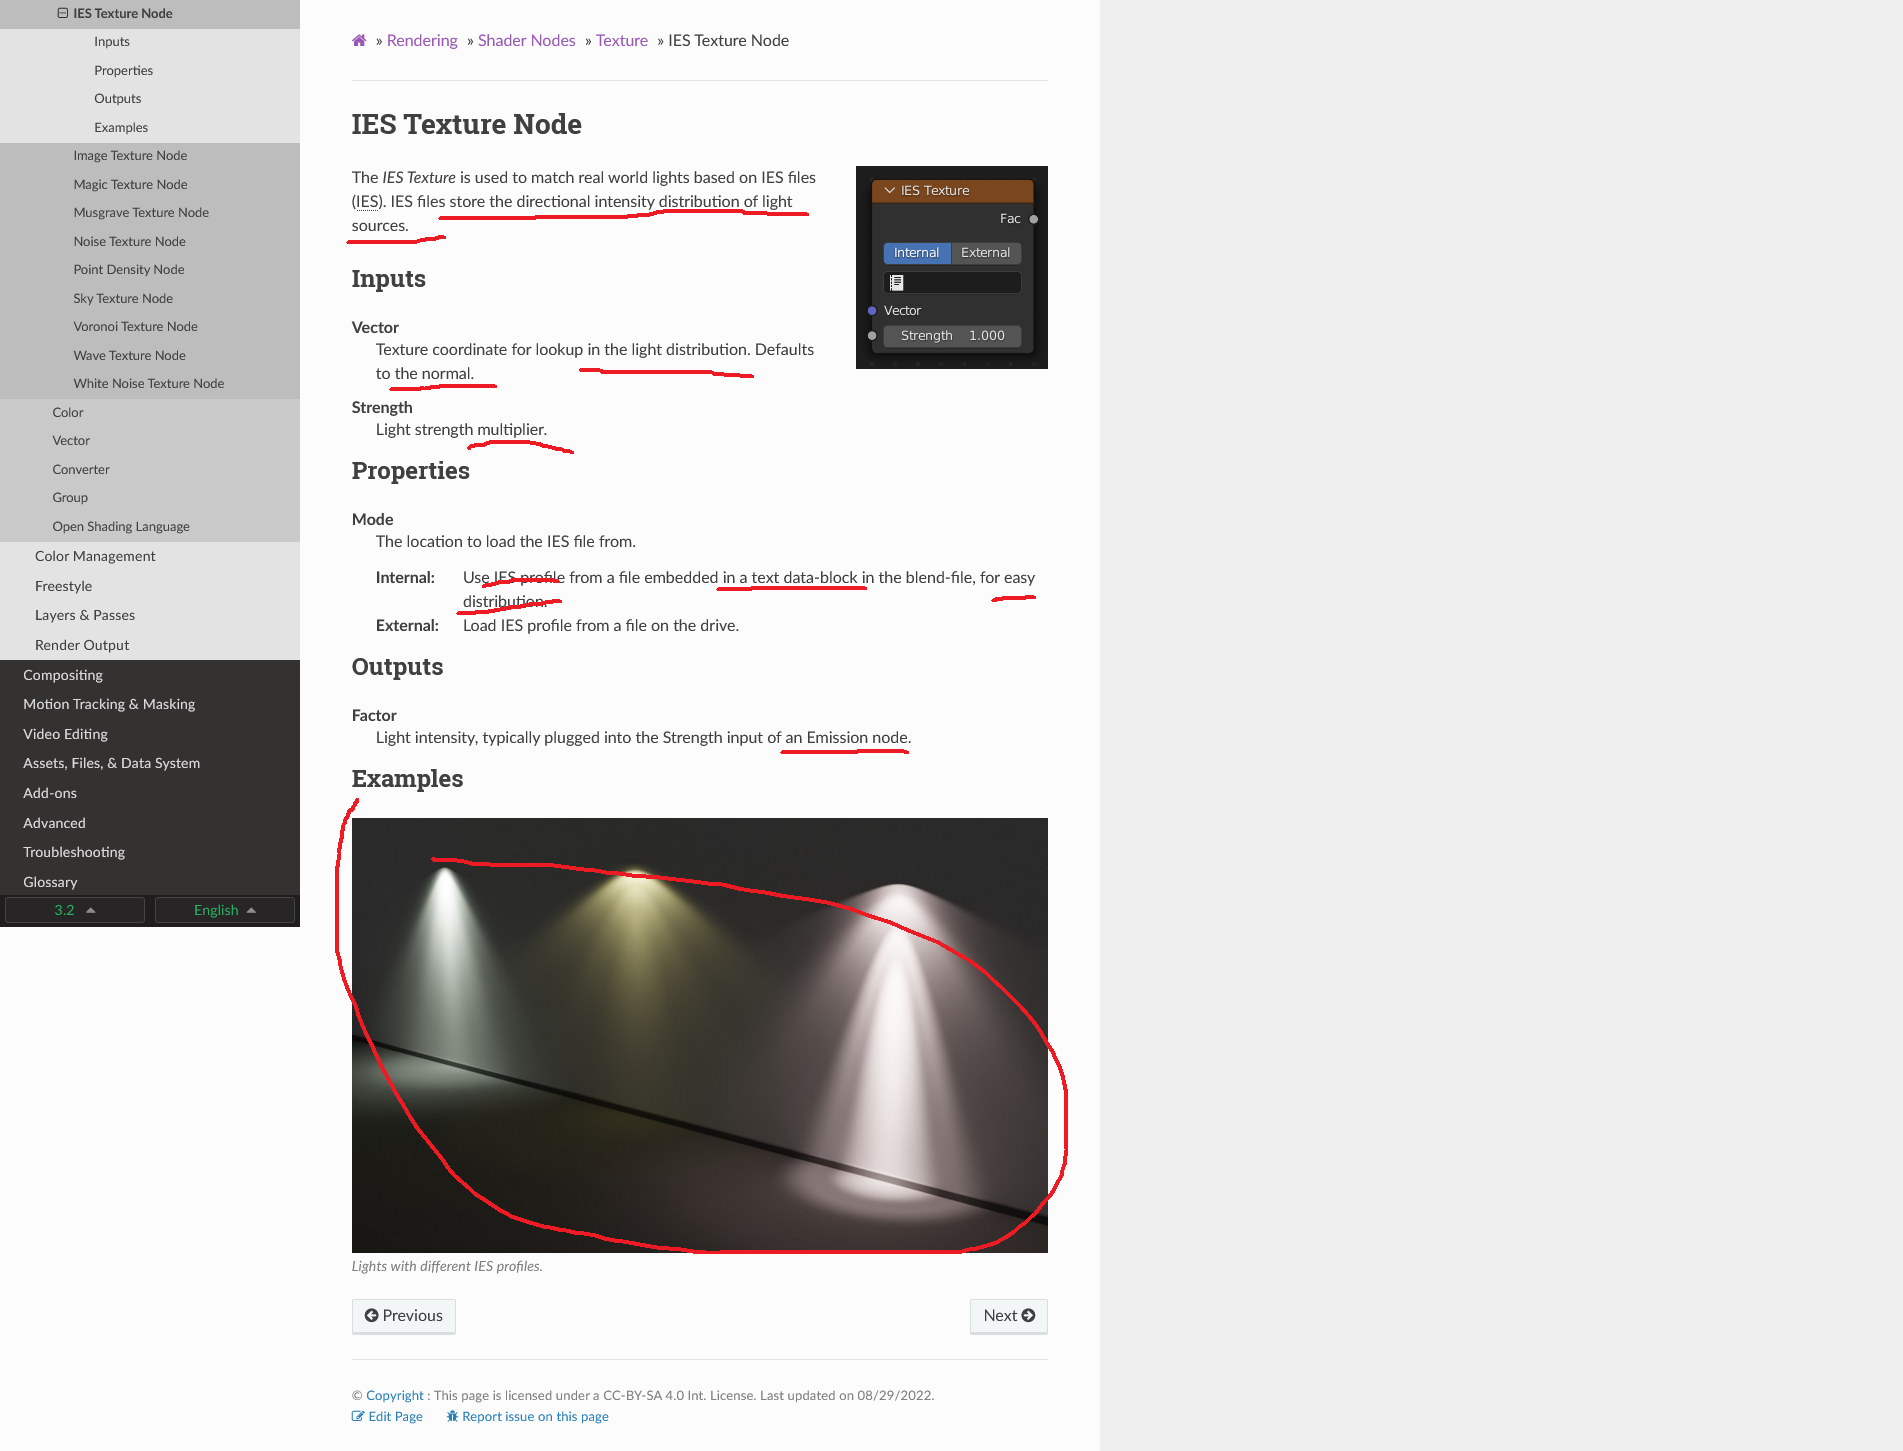 IES Texture Node
Inputs
Properties
Outputs
Examples
Image Texture Node
Magic Texture Node
Musgrave Texture Node
Noise Texture Node
Point Density Node
Sky Texture Node
Voronoi Texture Node
Wave Texture Node
White Noise Texture Node
Color
Vector
Converter
Group
Open Shading Language
Color Management
Freestyle
Layers & Passes
Render Output
Compositing
Motion Tracking & Masking
Video Editing
Assets, Files, & Data System
Add-ons
Advanced
Troubleshooting
Glossary
3.2 English
» Rendering » Shader Nodes » Texture » IES Texture Node
IES Texture Node
The IES Texture is used to match real world lights based on IES files
(IES). IES files store the directional intensity distribution of light
sources.
IES Texture
Fac
Internal External
Vector
Strength 1.000
Inputs
Vector
Texture coordinate for lookup in the light distribution. Defaults
to the normal.
Strength
Light strength multiplier.
Properties
Mode
The location to load the IES file from.
Internal: Use IES profile from a file embedded in a text data-block in the blend-file, for easy
distribution.
External: Load IES profile from a file on the drive.
Outputs
Factor
Light intensity, typically plugged into the Strength input of an Emission node.
Examples
Lights with different IES profiles.
Previous Next
© Copyright : This page is licensed under a CC-BY-SA 4.0 Int. License. Last updated on 08/29/2022.
Edit Page Report issue on this page